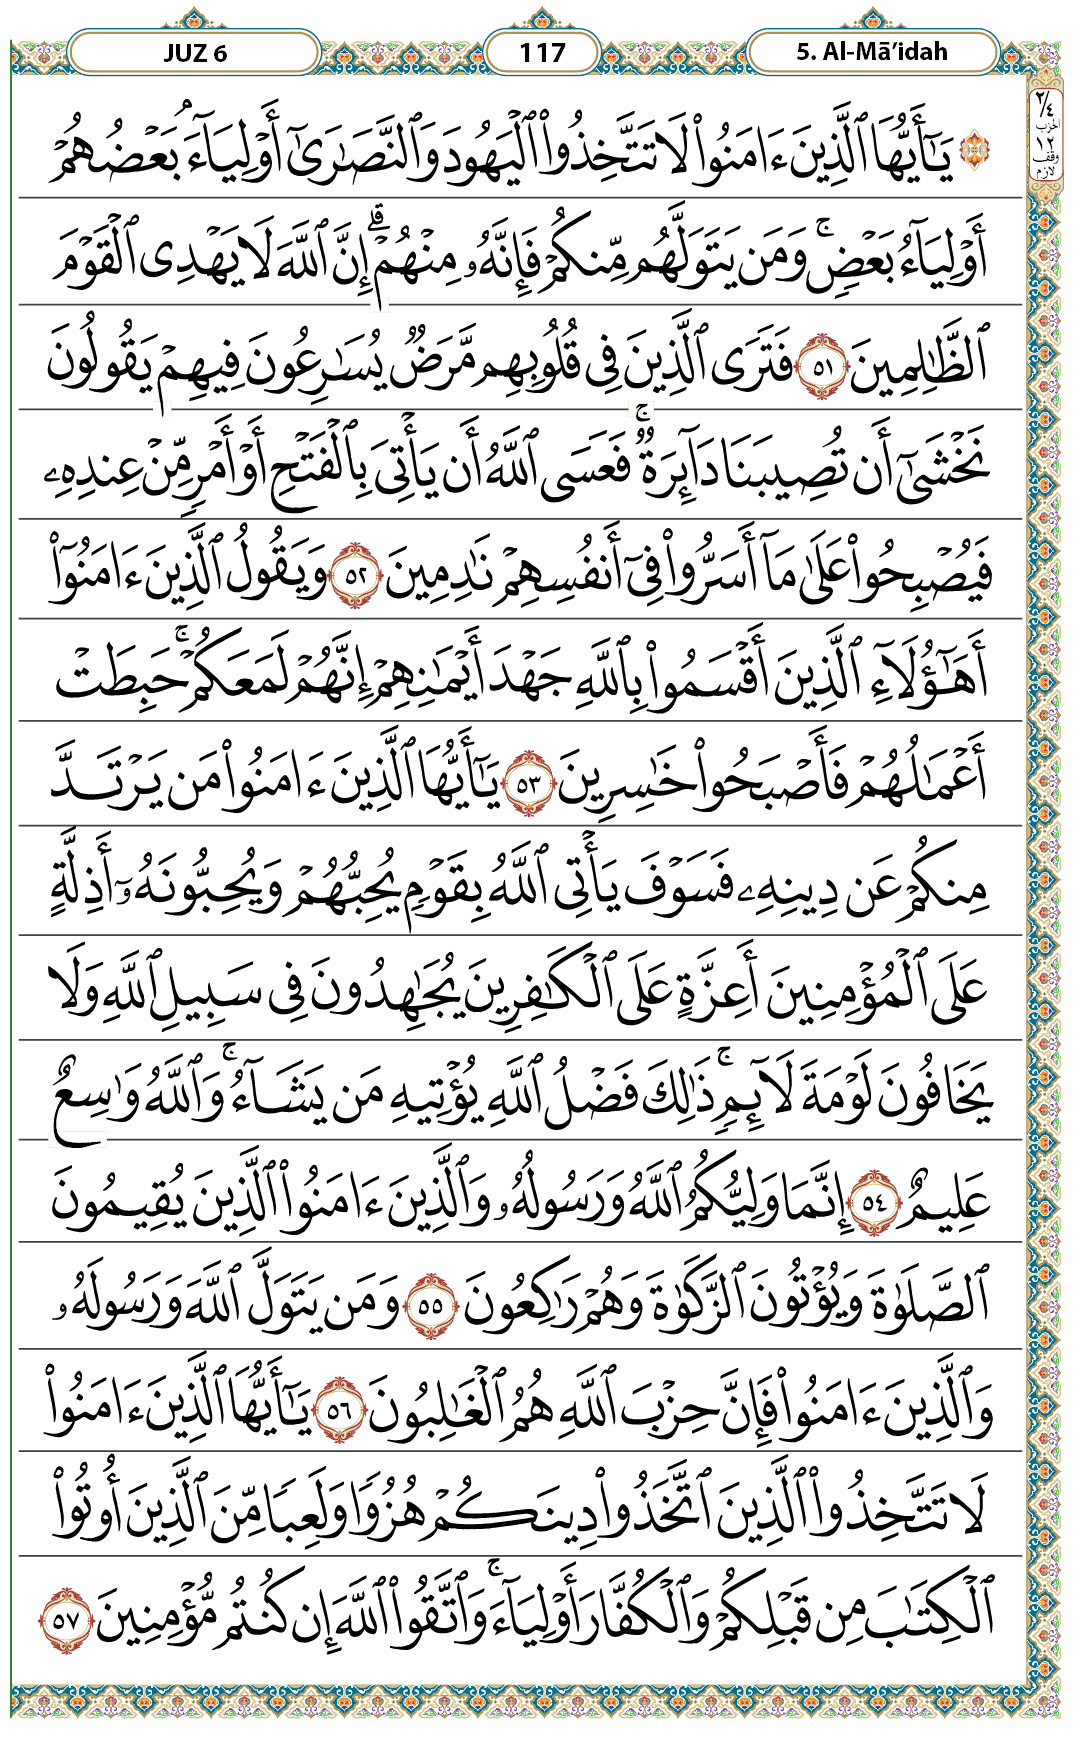 JUZ 6
117
5. Al-Mā’idah
٢/٤
الحزب
١٢
وقف
لازم
۞ يَـٰٓأَيُّهَا ٱلَّذِينَ ءَامَنُوا۟ لَا تَتَّخِذُوا۟ ٱلْيَهُودَ وَٱلنَّصَـٰرَىٰٓ أَوْلِيَآءَ ۘ بَعْضُهُمْ
أَوْلِيَآءُ بَعْضٍ ۚ وَمَن يَتَوَلَّهُم مِّنكُمْ فَإِنَّهُۥ مِنْهُمْ ۗ إِنَّ ٱللَّهَ لَا يَهْدِى ٱلْقَوْمَ
ٱلظَّـٰلِمِينَ ٥١ فَتَرَى ٱلَّذِينَ فِى قُلُوبِهِم مَّرَضٌ يُسَـٰرِعُونَ فِيهِمْ يَقُولُونَ
نَخْشَىٰٓ أَن تُصِيبَنَا دَآئِرَةٌ ۚ فَعَسَى ٱللَّهُ أَن يَأْتِىَ بِٱلْفَتْحِ أَوْ أَمْرٍ مِّنْ عِندِهِۦ
فَيُصْبِحُوا۟ عَلَىٰ مَآ أَسَرُّوا۟ فِىٓ أَنفُسِهِمْ نَـٰدِمِينَ ٥٢ وَيَقُولُ ٱلَّذِينَ ءَامَنُوٓا۟
أَهَـٰٓؤُلَآءِ ٱلَّذِينَ أَقْسَمُوا۟ بِٱللَّهِ جَهْدَ أَيْمَـٰنِهِمْ إِنَّهُمْ لَمَعَكُمْ ۚ حَبِطَتْ
أَعْمَـٰلُهُمْ فَأَصْبَحُوا۟ خَـٰسِرِينَ ٥٣ يَـٰٓأَيُّهَا ٱلَّذِينَ ءَامَنُوا۟ مَن يَرْتَدَّ
مِنكُمْ عَن دِينِهِۦ فَسَوْفَ يَأْتِى ٱللَّهُ بِقَوْمٍ يُحِبُّهُمْ وَيُحِبُّونَهُۥٓ أَذِلَّةٍ
عَلَى ٱلْمُؤْمِنِينَ أَعِزَّةٍ عَلَى ٱلْكَـٰفِرِينَ يُجَـٰهِدُونَ فِى سَبِيلِ ٱللَّهِ وَلَا
يَخَافُونَ لَوْمَةَ لَآئِمٍ ۚ ذَٰلِكَ فَضْلُ ٱللَّهِ يُؤْتِيهِ مَن يَشَآءُ ۚ وَٱللَّهُ وَٰسِعٌ
عَلِيمٌ ٥٤ إِنَّمَا وَلِيُّكُمُ ٱللَّهُ وَرَسُولُهُۥ وَٱلَّذِينَ ءَامَنُوا۟ ٱلَّذِينَ يُقِيمُونَ
ٱلصَّلَوٰةَ وَيُؤْتُونَ ٱلزَّكَوٰةَ وَهُمْ رَٰكِعُونَ ٥٥ وَمَن يَتَوَلَّ ٱللَّهَ وَرَسُولَهُۥ
وَٱلَّذِينَ ءَامَنُوا۟ فَإِنَّ حِزْبَ ٱللَّهِ هُمُ ٱلْغَـٰلِبُونَ ٥٦ يَـٰٓأَيُّهَا ٱلَّذِينَ ءَامَنُوا۟
لَا تَتَّخِذُوا۟ ٱلَّذِينَ ٱتَّخَذُوا۟ دِينَكُمْ هُزُوًا وَلَعِبًا مِّنَ ٱلَّذِينَ أُوتُوا۟
ٱلْكِتَـٰبَ مِن قَبْلِكُمْ وَٱلْكُفَّارَ أَوْلِيَآءَ ۚ وَٱتَّقُوا۟ ٱللَّهَ إِن كُنتُم مُّؤْمِنِينَ ٥٧